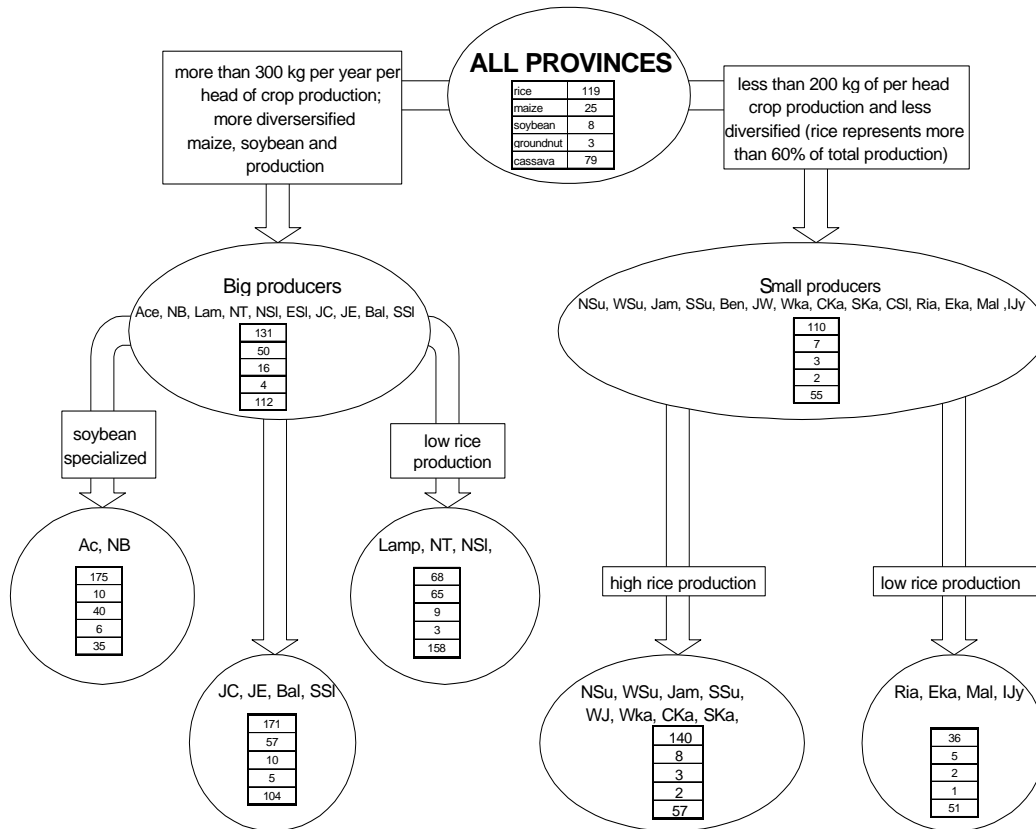 ALL PROVINCES
rice 119
maize 25
soybean 8
groundnut 3
cassava 79
more than 300 kg per year per
head of crop production;
more diversersified
maize, soybean and
production
less than 200 kg of per head
crop production and less
diversified (rice represents more
than 60% of total production)
Big producers
Ace, NB, Lam, NT, NSl, ESl, JC, JE, Bal, SSl
131
50
16
4
112
Small producers
NSu, WSu, Jam, SSu, Ben, JW, Wka, CKa, SKa, CSl, Ria, Eka, Mal ,IJy
110
7
3
2
55
soybean
specialized
low rice
production
Ac, NB
175
10
40
6
35
Lamp, NT, NSl,
68
65
9
3
158
high rice production
low rice production
JC, JE, Bal, SSl
171
57
10
5
104
NSu, WSu, Jam, SSu,
WJ, Wka, CKa, SKa,
140
8
3
2
57
Ria, Eka, Mal, IJy
36
5
2
1
51